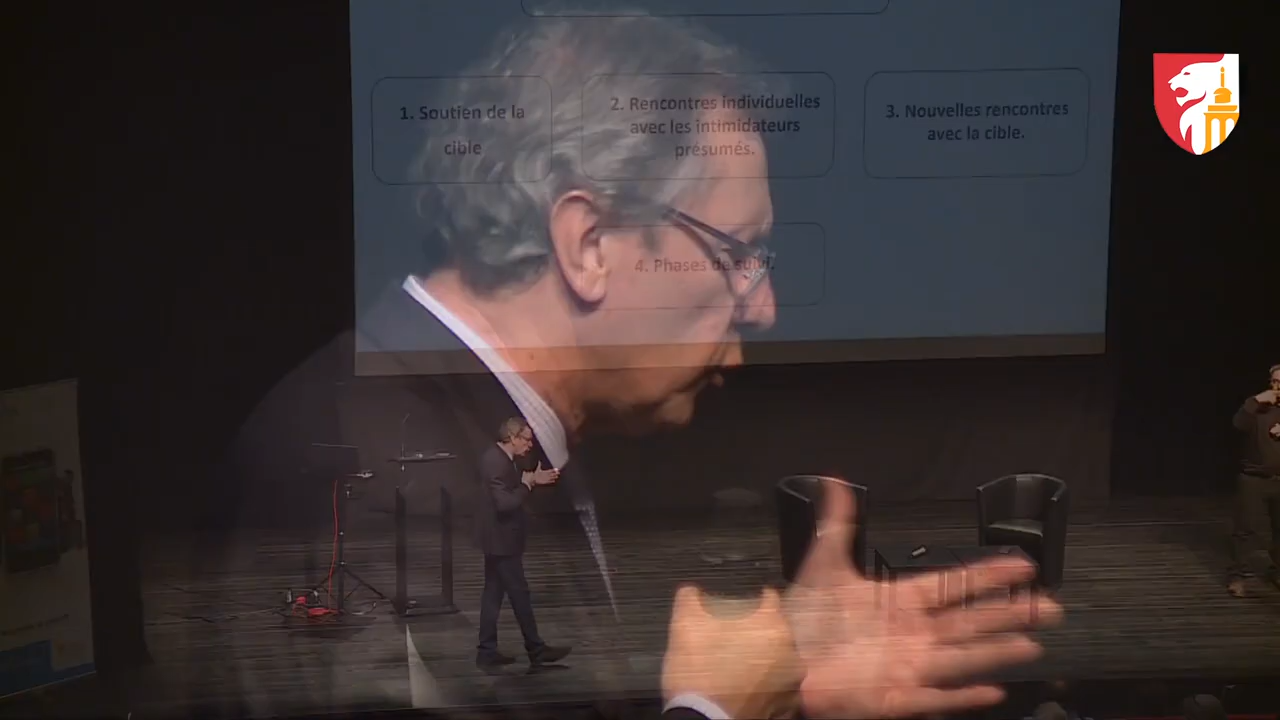 1. Soutien de la
cible
2. Rencontres individuelles
avec les intimidateurs
présumés.
3. Nouvelles rencontres
avec la cible.
4. Phases de suivi.